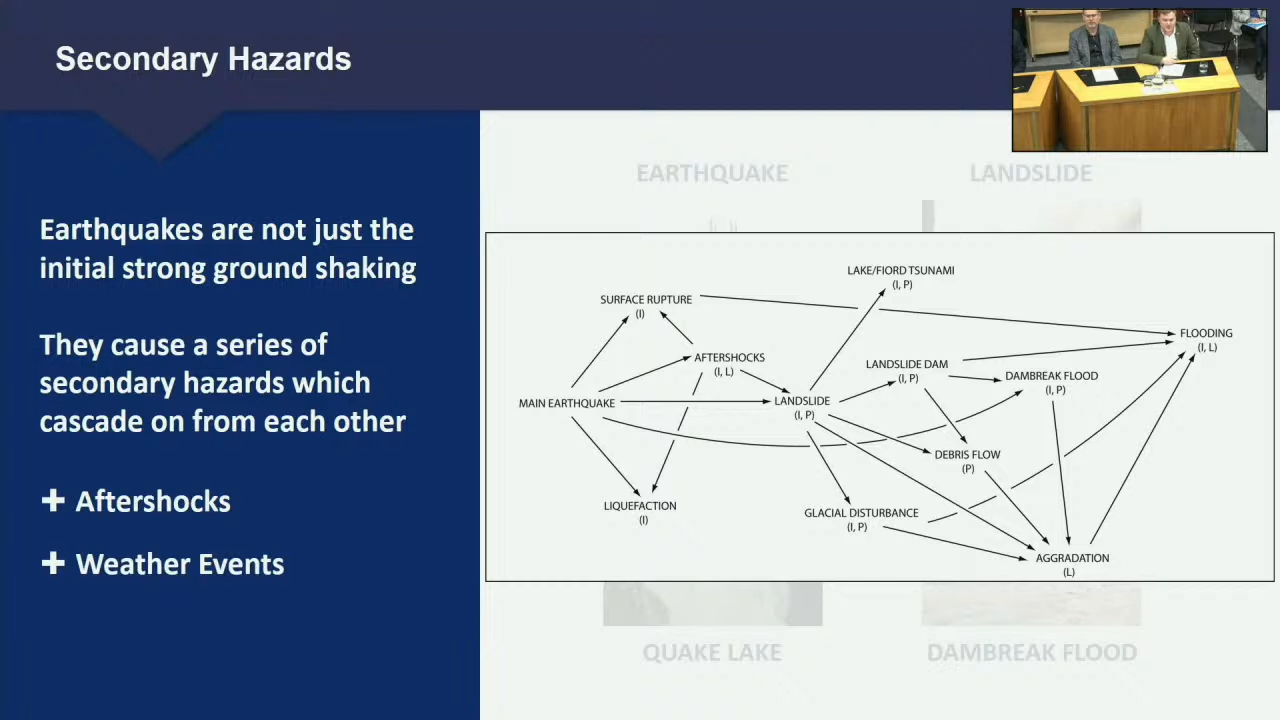 Secondary Hazards
Earthquakes are not just the
initial strong ground shaking
They cause a series of
secondary hazards which
cascade on from each other
+ Aftershocks
+ Weather Events
EARTHQUAKE
LANDSLIDE
LAKE/FIORD TSUNAMI
(I, P)
SURFACE RUPTURE
(I)
FLOODING
(I, L)
AFTERSHOCKS
(I, L)
LANDSLIDE DAM
(I, P)
DAMBREAK FLOOD
(I, P)
MAIN EARTHQUAKE
LANDSLIDE
(I, P)
DEBRIS FLOW
(P)
LIQUEFACTION
(I)
GLACIAL DISTURBANCE
(I, P)
AGGRADATION
(L)
QUAKE LAKE
DAMBREAK FLOOD